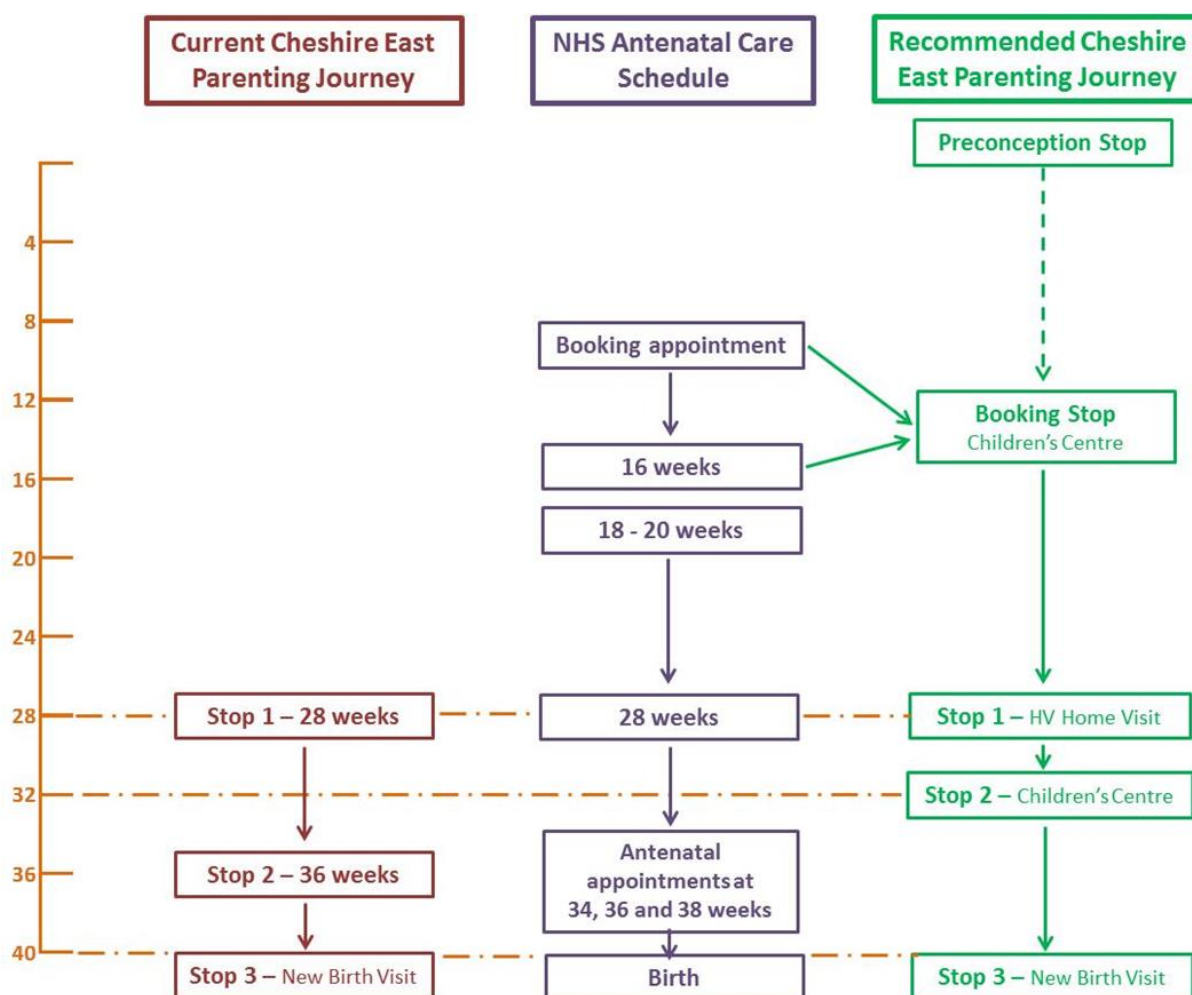 Current Cheshire East
Parenting Journey
NHS Antenatal Care
Schedule
Recommended Cheshire
East Parenting Journey
Preconception Stop
4
8
Booking appointment
12
Booking Stop
Children's Centre
16 weeks
16
18 - 20 weeks
20
24
28
Stop 1 – 28 weeks
28 weeks
Stop 1 – HV Home Visit
32
Stop 2 – Children's Centre
36
Stop 2 – 36 weeks
Antenatal
appointments at
34, 36 and 38 weeks
40
Stop 3 – New Birth Visit
Birth
Stop 3 – New Birth Visit